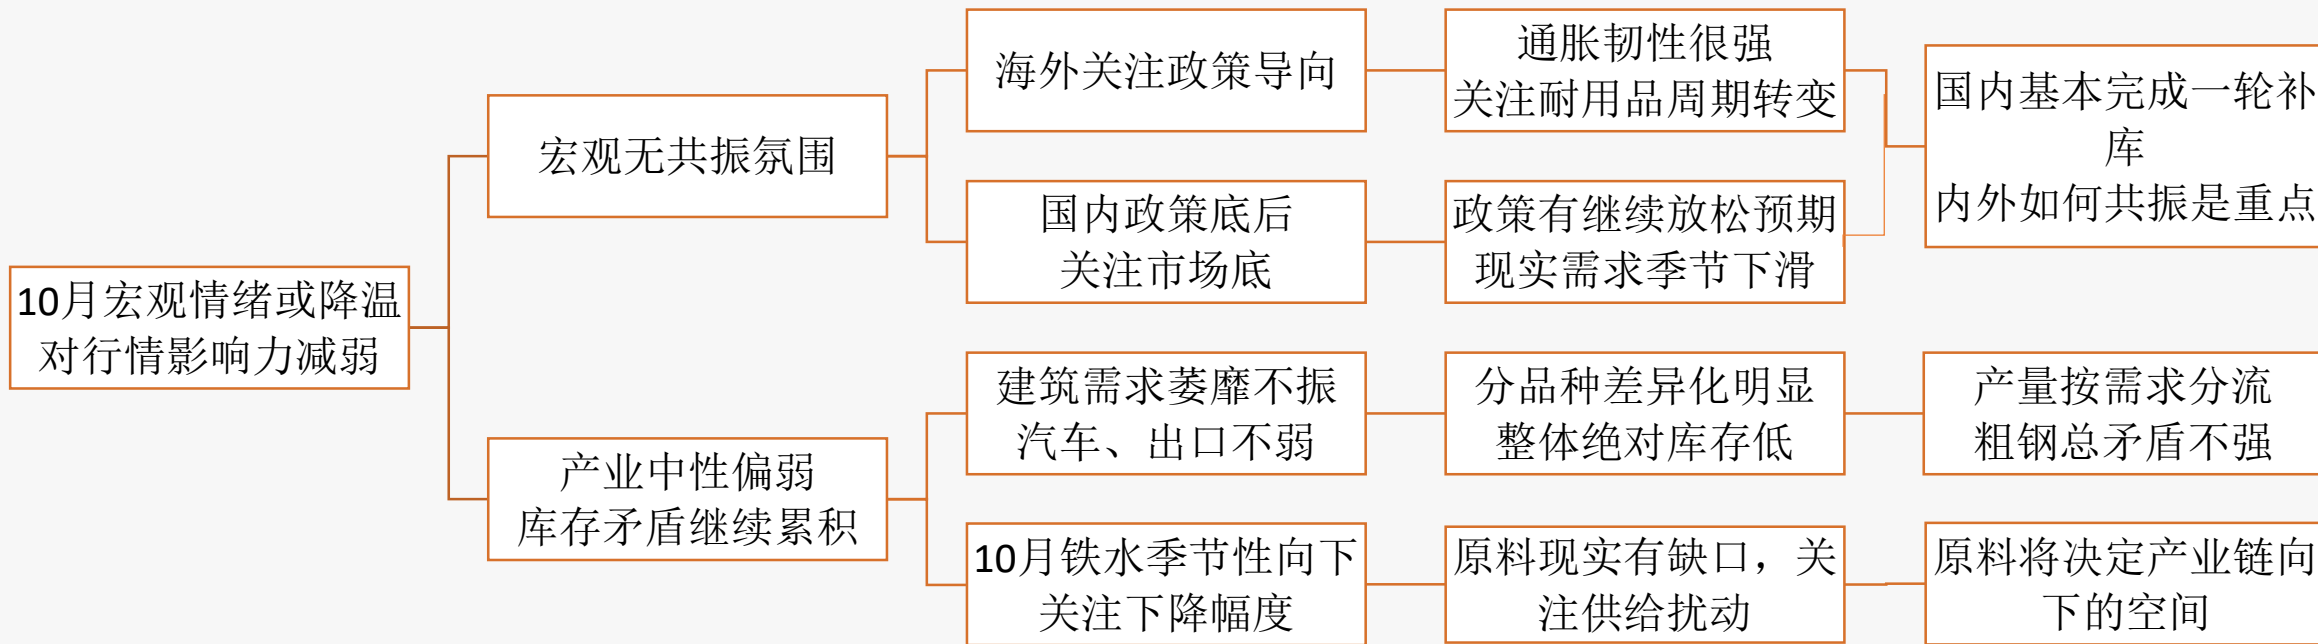 10月宏观情绪或降温
对行情影响力减弱
宏观无共振氛围
海外关注政策导向
通胀韧性很强
关注耐用品周期转变
国内基本完成一轮补
库
内外如何共振是重点
国内政策底后
关注市场底
政策有继续放松预期
现实需求季节下滑
产业中性偏弱
库存矛盾继续累积
建筑需求萎靡不振
汽车、出口不弱
分品种差异化明显
整体绝对库存低
产量按需求分流
粗钢总矛盾不强
10月铁水季节性向下
关注下降幅度
原料现实有缺口，关
注供给扰动
原料将决定产业链向
下的空间